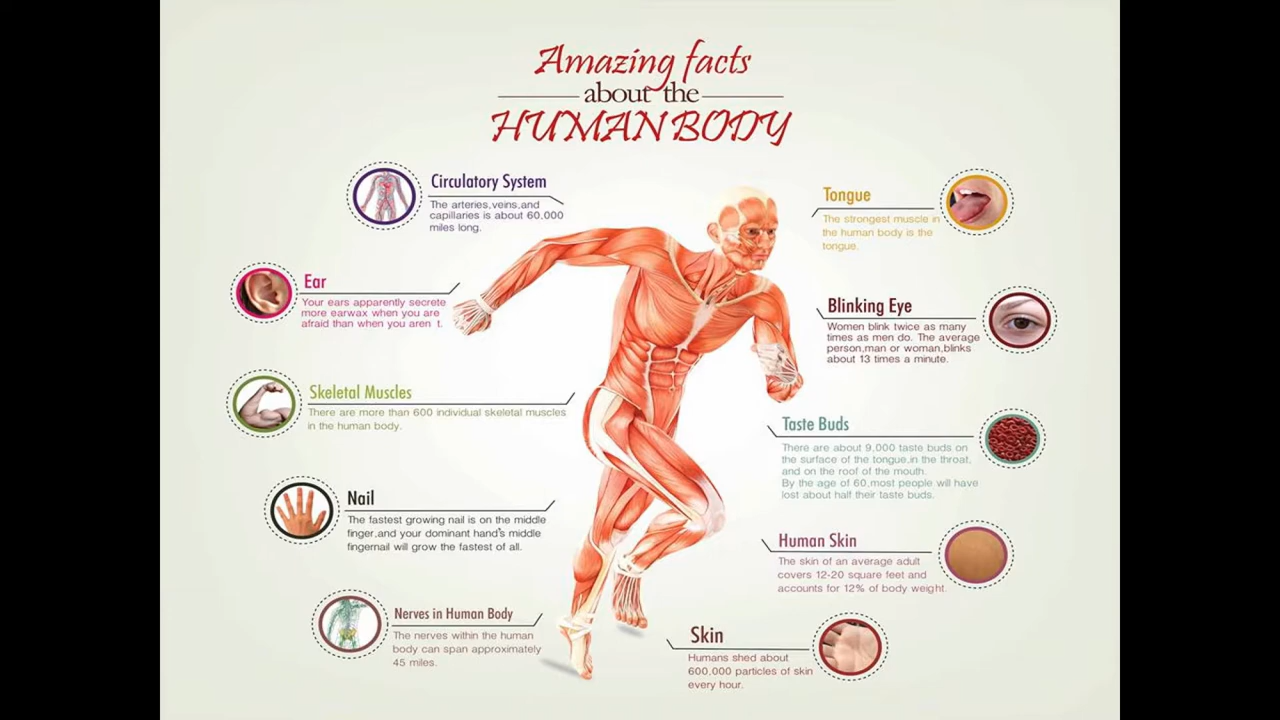 Amazing facts
about the
HUMAN BODY
Circulatory System
The arteries,veins,and
capillaries is about 60,000
miles long.
Ear
Your ears apparently secrete
more earwax when you are
afraid than when you aren t.
Skeletal Muscles
There are more than 600 individual skeletal muscles
in the human body.
Nail
The fastest growing nail is on the middle
finger,and your dominant hand's middle
fingernail will grow the fastest of all.
Nerves in Human Body
The nerves within the human
body can span approximately
45 miles.
Tongue
The strongest muscle in
the human body is the
tongue.
Blinking Eye
Women blink twice as many
times as men do. The average
person,man or woman,blinks
about 13 times a minute.
Taste Buds
There are about 9,000 taste buds on
the surface of the tongue,in the throat,
and on the roof of the mouth.
By the age of 60,most people will have
lost about half their taste buds.
Human Skin
The skin of an average adult
covers 12-20 square feet and
accounts for 12% of body weight.
Skin
Humans shed about
600,000 particles of skin
every hour.